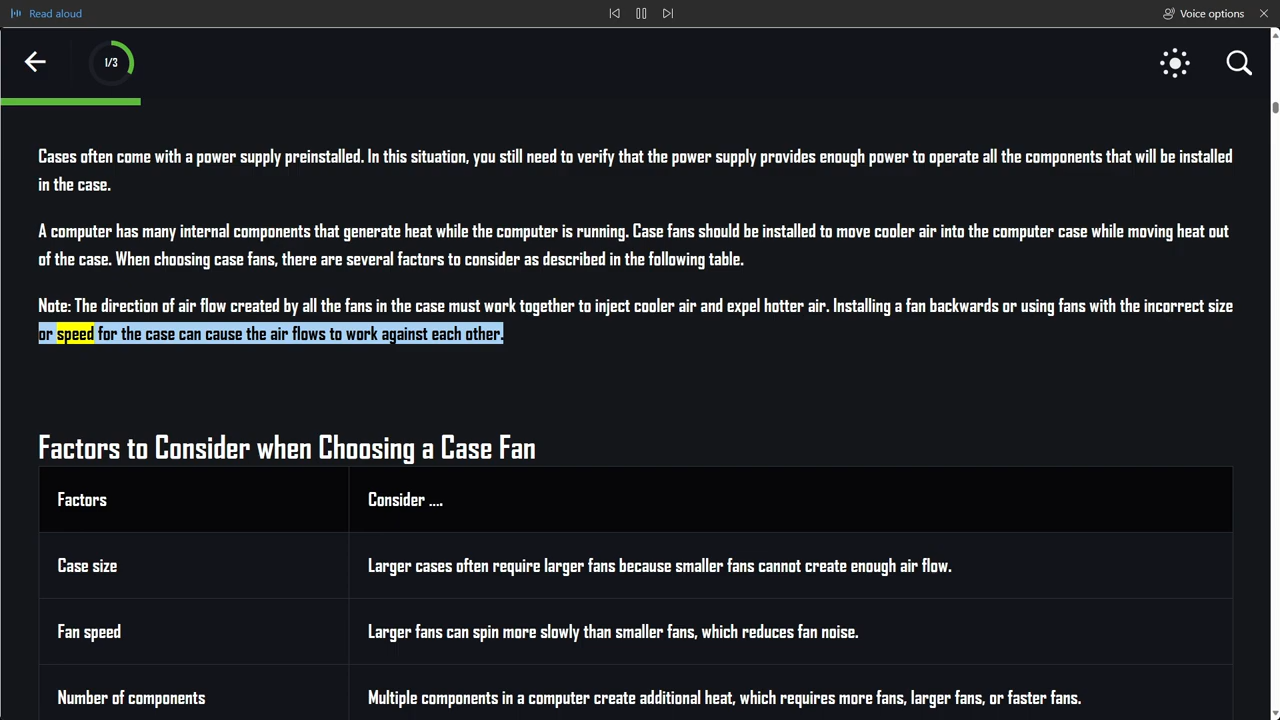 Read aloud
Voice options
1/3
Cases often come with a power supply preinstalled. In this situation, you still need to verify that the power supply provides enough power to operate all the components that will be installed
in the case.
A computer has many internal components that generate heat while the computer is running. Case fans should be installed to move cooler air into the computer case while moving heat out
of the case. When choosing case fans, there are several factors to consider as described in the following table.
Note: The direction of air flow created by all the fans in the case must work together to inject cooler air and expel hotter air. Installing a fan backwards or using fans with the incorrect size
or speed for the case can cause the air flows to work against each other.
Factors to Consider when Choosing a Case Fan
Factors
Consider ....
Case size
Larger cases often require larger fans because smaller fans cannot create enough air flow.
Fan speed
Larger fans can spin more slowly than smaller fans, which reduces fan noise.
Number of components
Multiple components in a computer create additional heat, which requires more fans, larger fans, or faster fans.